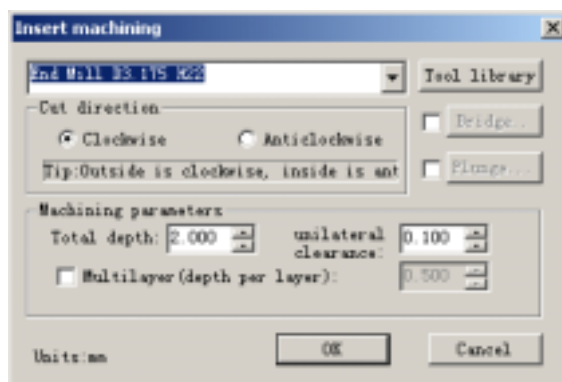 Insert machining
End Mill D3.175 H22
Tool library
Cut direction
Clockwise
Anticlockwise
Tip:Outside is clockwise, inside is ant
Bridge..
Plunge...
Machining parameters
Total depth: 2.000
unilateral clearance: 0.100
Multilayer(depth per layer): 0.500
Units:mm
OK
Cancel